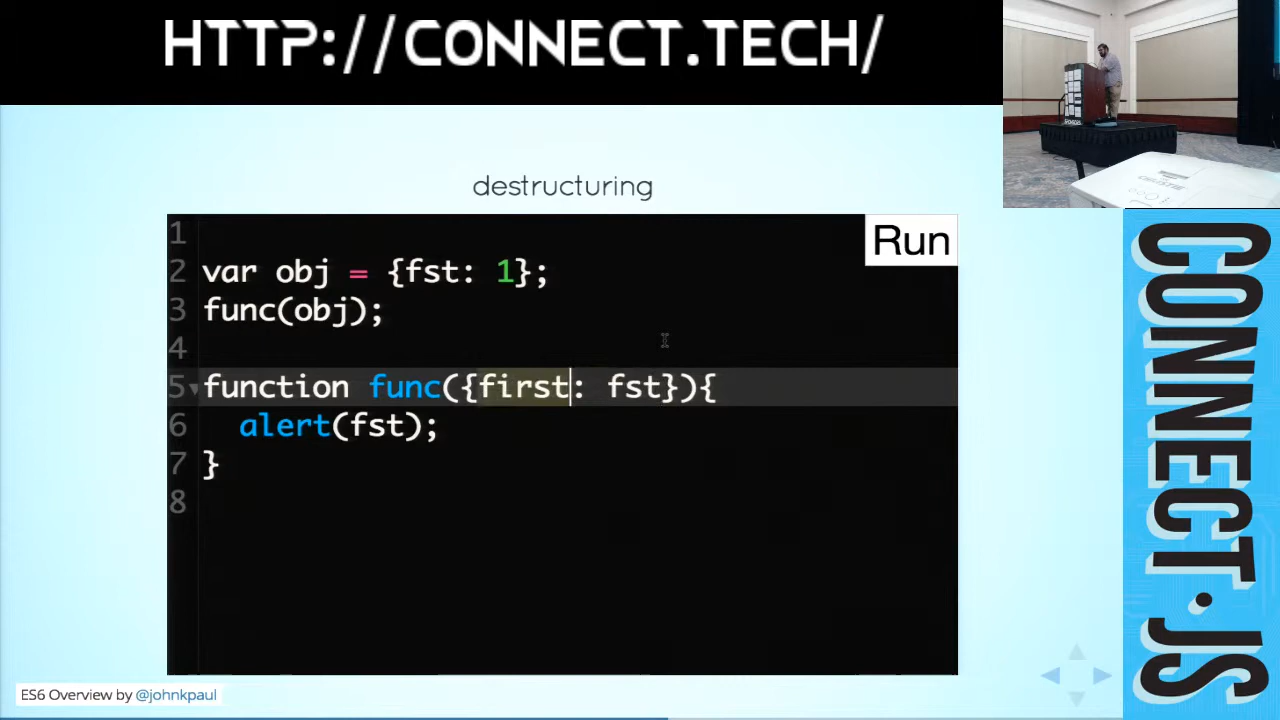 HTTP://CONNECT.TECH/
destructuring
Run
1
2 var obj = {fst: 1};
3 func(obj);
4
5 function func({first: fst}){
6 alert(fst);
7 }
8
ES6 Overview by @johnkpaul
CONNECT.JS
CHRISTIE